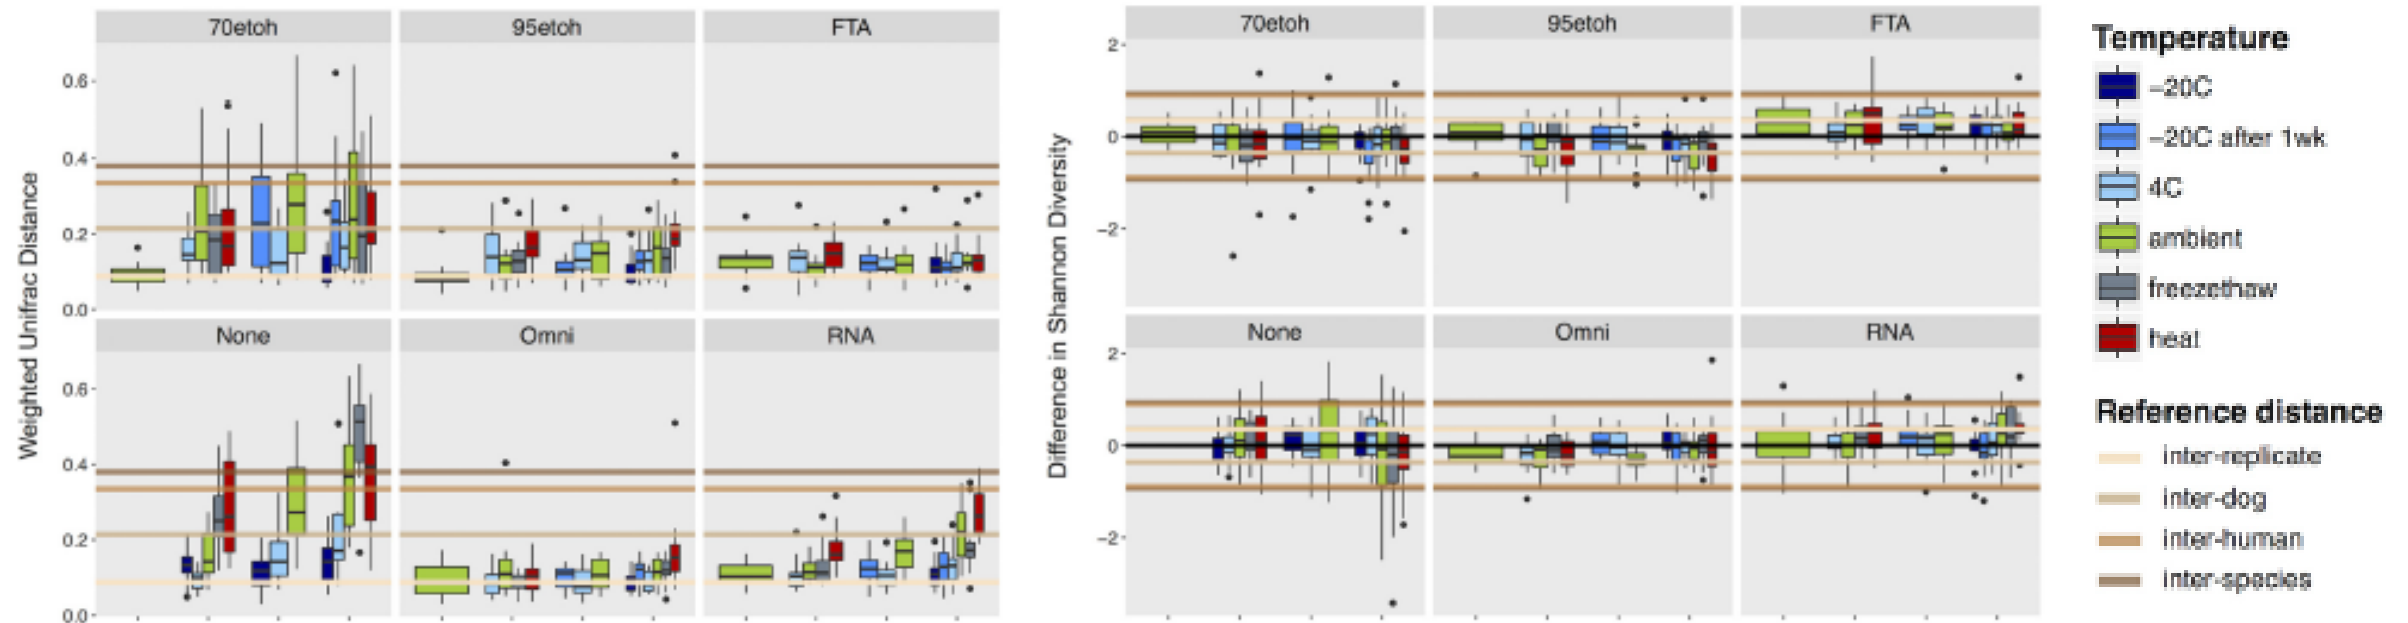 70etoh 95etoh FTA
0.6
0.4
0.2
0.0
None Omni RNA
0.6
0.4
0.2
0.0
Weighted Unifrac Distance
70etoh 95etoh FTA
2
0
−2
None Omni RNA
2
0
−2
Difference in Shannon Diversity
Temperature
−20C
−20C after 1wk
4C
ambient
freezethaw
heat
Reference distance
inter-replicate
inter-dog
inter-human
inter-species